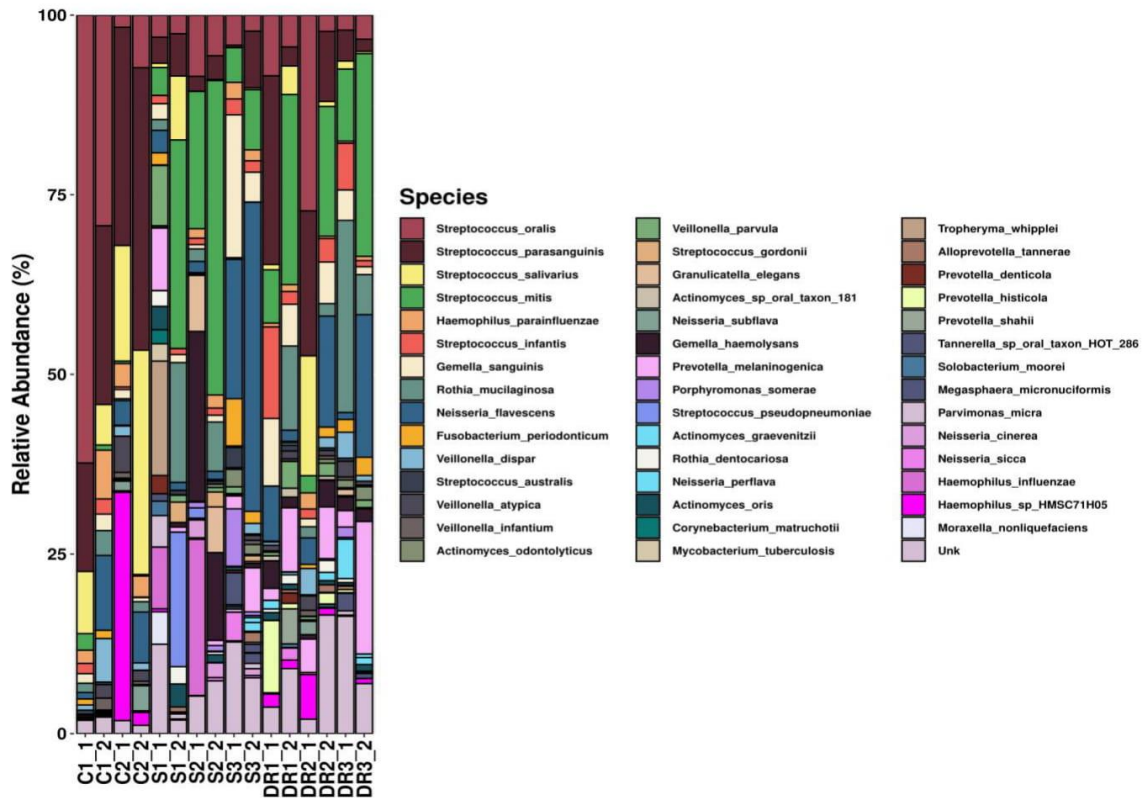 100
75
50
25
0
Relative Abundance (%)
C1_1
C1_2
C2_1
C2_2
S1_1
S1_2
S2_1
S2_2
S3_1
S3_2
DR1_1
DR1_2
DR2_1
DR2_2
DR3_1
DR3_2
Species
Streptococcus_oralis
Streptococcus_parasanguinis
Streptococcus_salivarius
Streptococcus_mitis
Haemophilus_parainfluenzae
Streptococcus_infantis
Gemella_sanguinis
Rothia_mucilaginosa
Neisseria_flavescens
Fusobacterium_periodonticum
Veillonella_dispar
Streptococcus_australis
Veillonella_atypica
Veillonella_infantium
Actinomyces_odontolyticus
Veillonella_parvula
Streptococcus_gordonii
Granulicatella_elegans
Actinomyces_sp_oral_taxon_181
Neisseria_subflava
Gemella_haemolysans
Prevotella_melaninogenica
Porphyromonas_somerae
Streptococcus_pseudopneumoniae
Actinomyces_graevenitzii
Rothia_dentocariosa
Neisseria_perflava
Actinomyces_oris
Corynebacterium_matruchotii
Mycobacterium_tuberculosis
Tropheryma_whipplei
Alloprevotella_tannerae
Prevotella_denticola
Prevotella_histicola
Prevotella_shahii
Tannerella_sp_oral_taxon_HOT_286
Solobacterium_moorei
Megasphaera_micronuciformis
Parvimonas_micra
Neisseria_cinerea
Neisseria_sicca
Haemophilus_influenzae
Haemophilus_sp_HMSC71H05
Moraxella_nonliquefaciens
Unk